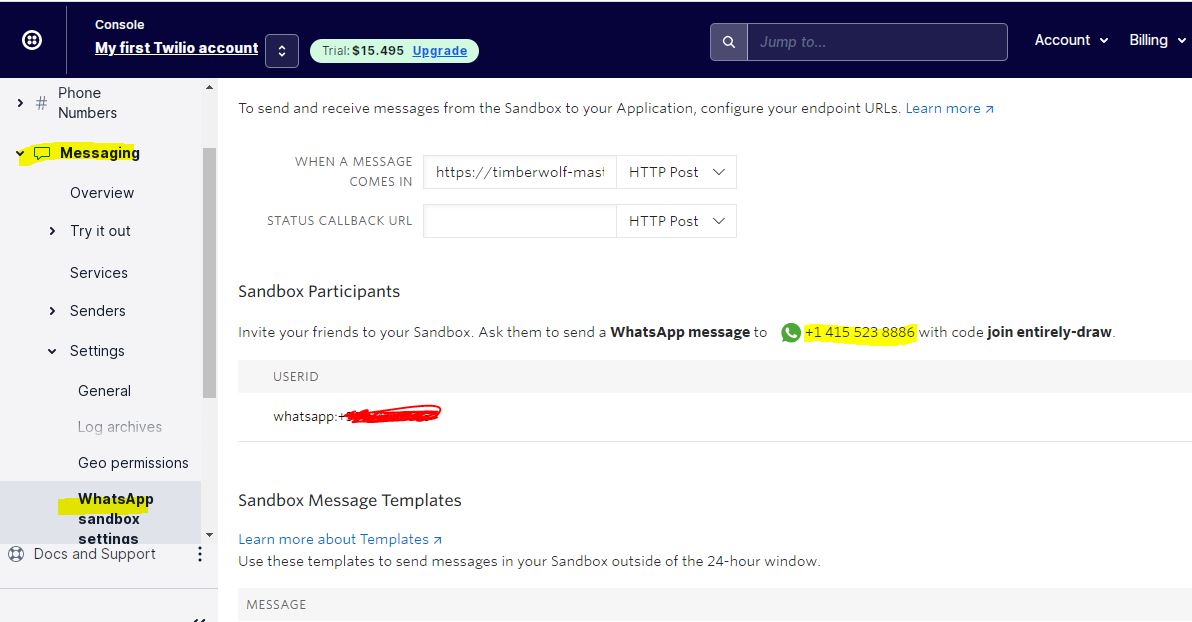 Console
My first Twilio account
Trial: $15.495 Upgrade
Jump to...
Account
Billing
Phone
Numbers
Messaging
Overview
Try it out
Services
Senders
Settings
General
Log archives
Geo permissions
WhatsApp
sandbox
settings
Docs and Support
To send and receive messages from the Sandbox to your Application, configure your endpoint URLs. Learn more
WHEN A MESSAGE
COMES IN
https://timberwolf-mast
HTTP Post
STATUS CALLBACK URL
HTTP Post
Sandbox Participants
Invite your friends to your Sandbox. Ask them to send a WhatsApp message to +1 415 523 8886 with code join entirely-draw.
USERID
whatsapp:+
Sandbox Message Templates
Learn more about Templates
Use these templates to send messages in your Sandbox outside of the 24-hour window.
MESSAGE